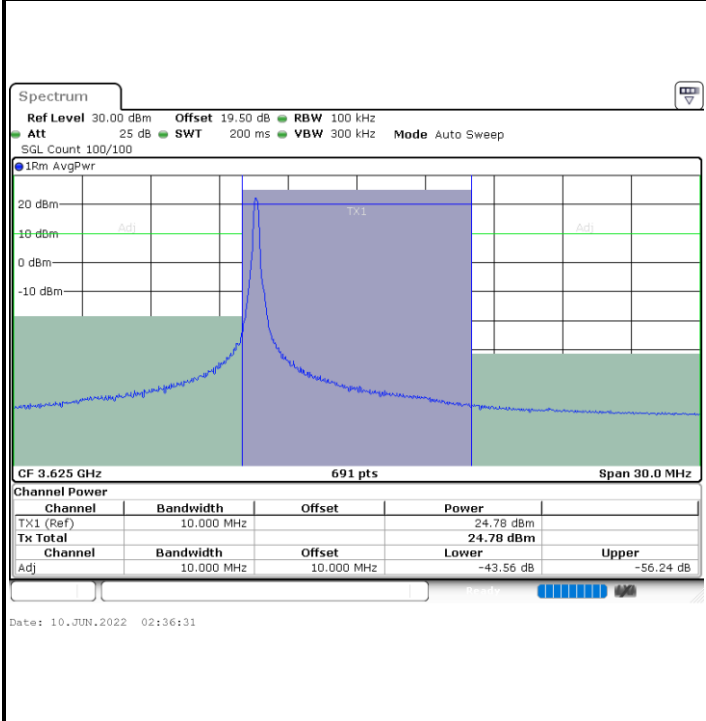 Spectrum
Ref Level 30.00 dBm Offset 19.50 dB RBW 100 kHz
Att 25 dB SWT 200 ms VBW 300 kHz Mode Auto Sweep
SGL Count 100/100
1Rm AvgPwr
20 dBm
TX1
10 dBm
Adj
Adj
0 dBm
-10 dBm
CF 3.625 GHz 691 pts Span 30.0 MHz
Channel Power
Channel Bandwidth Offset Power
TX1 (Ref) 10.000 MHz 24.78 dBm
Tx Total 24.78 dBm
Channel Bandwidth Offset Lower Upper
Adj 10.000 MHz 10.000 MHz -43.56 dB -56.24 dB
Ready
Date: 10.JUN.2022 02:36:31